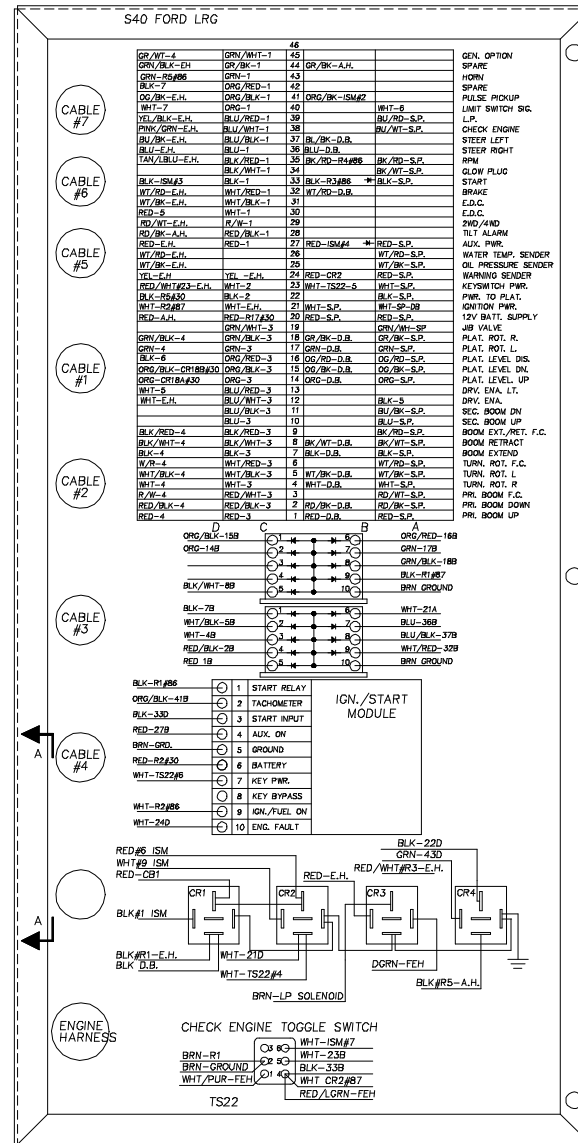 S40 FORD LRG
46
GR/WT-4 GRN/WHT-1 45 GEN. OPTION
GRN/BLK-EH GR/BK-1 44 GR/BK-A.H. SPARE
GRN-R5#86 GRN-1 43 HORN
BLK-7 ORG/RED-1 42 SPARE
OG/BK-E.H. ORG/BLK-1 41 ORG/BK-ISM#2 PULSE PICKUP
WHT-7 ORG-1 40 WHT-6 LIMIT SWITCH SIG.
YEL/BLK-E.H. BLU/RED-1 39 BU/RD-S.P. L.P.
PINK/GRN-E.H. BLU/WHT-1 38 BU/WT-S.P. CHECK ENGINE
BU/BK-E.H. BLU/BLK-1 37 BL/BK-D.B. STEER LEFT
BLU-E.H. BLU-1 36 BLU-D.B. STEER RIGHT
TAN/LBLU-E.H. BLK/RED-1 35 BK/RD-R4#86 BK/RD-S.P. RPM
BLK/WHT-1 34 BK/WT-S.P. GLOW PLUG
BLK-ISM#3 BLK-1 33 BLK-R3#86 BLK-S.P. START
WT/RD-E.H. WHT/RED-1 32 WT/RD-D.B. BRAKE
WT/BK-E.H. WHT/BLK-1 31 E.D.C.
RED-5 WHT-1 30 E.D.C.
RD/WT-E.H. R/W-1 29 2WD/4WD
RD/BK-A.H. RED/BLK-1 28 TILT ALARM
RED-E.H. RED-1 27 RED-ISM#4 RED-S.P. AUX. PWR.
WT/RD-E.H. 26 WT/RD-S.P. WATER TEMP. SENDER
WT/BK-E.H. 25 WT/BK-S.P. OIL PRESSURE SENDER
YEL-E.H YEL -E.H. 24 RED-CR2 RED-S.P. WARNING SENDER
RED/WHT#23-E.H. WHT-2 23 WHT-TS22-5 WHT-S.P. KEYSWITCH PWR.
BLK-R5#30 BLK-2 22 BLK-S.P. PWR. TO PLAT.
WHT-R2#87 WHT-E.H. 21 WHT-S.P. WHT-SP-DB IGNITION PWR.
RED-A.H. RED-R17#30 20 RED-S.P. RED-S.P. 12V BATT. SUPPLY
GRN/WHT-3 19 GRN/WH-SP JIB VALVE
GRN/BLK-4 GRN/BLK-3 18 GR/BK-D.B. GR/BK-S.P. PLAT. ROT. R.
GRN-4 GRN-3 17 GRN-D.B. GRN-S.P. PLAT. ROT. L.
BLK-6 ORG/RED-3 16 OG/RD-D.B. OG/RD-S.P. PLAT. LEVEL DIS.
ORG/BLK-CR18B#30 ORG/BLK-3 15 OG/BK-D.B. OG/BK-S.P. PLAT. LEVEL DN.
ORG-CR18A#30 ORG-3 14 ORG-D.B. ORG-S.P. PLAT. LEVEL. UP
WHT-5 BLU/RED-3 13 DRV. ENA. LT.
WHT-E.H. BLU/WHT-3 12 BLK-5 DRV. ENA.
BLU/BLK-3 11 BU/BK-S.P. SEC. BOOM DN
BLU-3 10 BLU-S.P. SEC. BOOM UP
BLK/RED-4 BLK/RED-3 9 BK/RD-S.P. BOOM EXT./RET. F.C.
BLK/WHT-4 BLK/WHT-3 8 BK/WT-D.B. BK/WT-S.P. BOOM RETRACT
BLK-4 BLK-3 7 BLK-D.B. BLK-S.P. BOOM EXTEND
W/R-4 WHT/RED-3 6 WT/RD-S.P. TURN. ROT. F.C.
WHT/BLK-4 WHT/BLK-3 5 WT/BK-D.B. WT/BK-S.P. TURN. ROT. L
WHT-4 WHT-3 4 WHT-D.B. WHT-S.P. TURN. ROT. R
R/W-4 RED/WHT-3 3 RD/WT-S.P. PRI. BOOM F.C.
RED/BLK-4 RED/BLK-3 2 RD/BK-D.B. RD/BK-S.P. PRI. BOOM DOWN
RED-4 RED-3 1 RED-D.B. RED-S.P. PRI. BOOM UP
D C B A
CABLE #7
CABLE #6
CABLE #5
CABLE #1
CABLE #2
CABLE #3
CABLE #4
ENGINE HARNESS
A
A
ORG/BLK-15B 1 6 ORG/RED-16B
ORG-14B 2 7 GRN-17B
3 8 GRN/BLK-18B
4 9 BLK-R1#87
BLK/WHT-8B 5 10 BRN GROUND
BLK-7B 1 6 WHT-21A
WHT/BLK-5B 2 7 BLU-36B
WHT-4B 3 8 BLU/BLK-37B
RED/BLK-2B 4 9 WHT/RED-32B
RED 1B 5 10 BRN GROUND
IGN./START MODULE
BLK-R1#86 1 START RELAY
ORG/BLK-41B 2 TACHOMETER
BLK-33D 3 START INPUT
RED-27B 4 AUX. ON
BRN-GRD. 5 GROUND
RED-R2#30 6 BATTERY
WHT-TS22#6 7 KEY PWR.
8 KEY BYPASS
WHT-R2#86 9 IGN./FUEL ON
WHT-24D 10 ENG. FAULT
BLK-22D
GRN-43D
RED#6 ISM
WHT#9 ISM
RED/WHT#R3-E.H.
RED-CB1
RED-E.H.
CR1 CR2 CR3 CR4
BLK#1 ISM
BLK#R1-E.H.
BLK D.B.
WHT-21D
WHT-TS22#4
DGRN-FEH
BLK#R5-A.H.
BRN-LP SOLENOID
CHECK ENGINE TOGGLE SWITCH
3 6 WHT-ISM#7
BRN-R1 2 5 WHT-23B
BRN-GROUND BLK-33B
WHT/PUR-FEH 1 4 WHT CR2#87
RED/LGRN-FEH
TS22